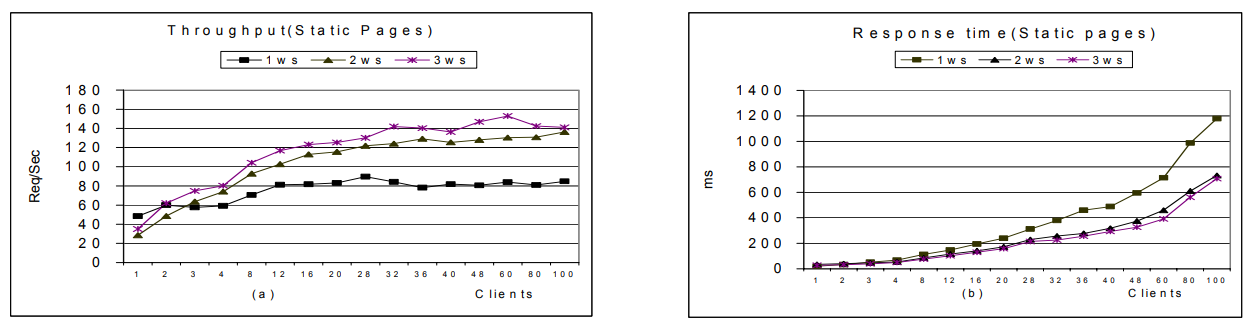 Throughput(Static Pages)
1ws 2ws 3ws
180
160
140
120
100
80
60
40
20
0
Req/Sec
1 2 3 4 8 12 16 20 28 32 36 40 48 60 80 100
(a) Clients
Response time(Static pages)
1ws 2ws 3ws
1400
1200
1000
800
600
400
200
0
ms
1 2 3 4 8 12 16 20 28 32 36 40 48 60 80 100
(b) Clients